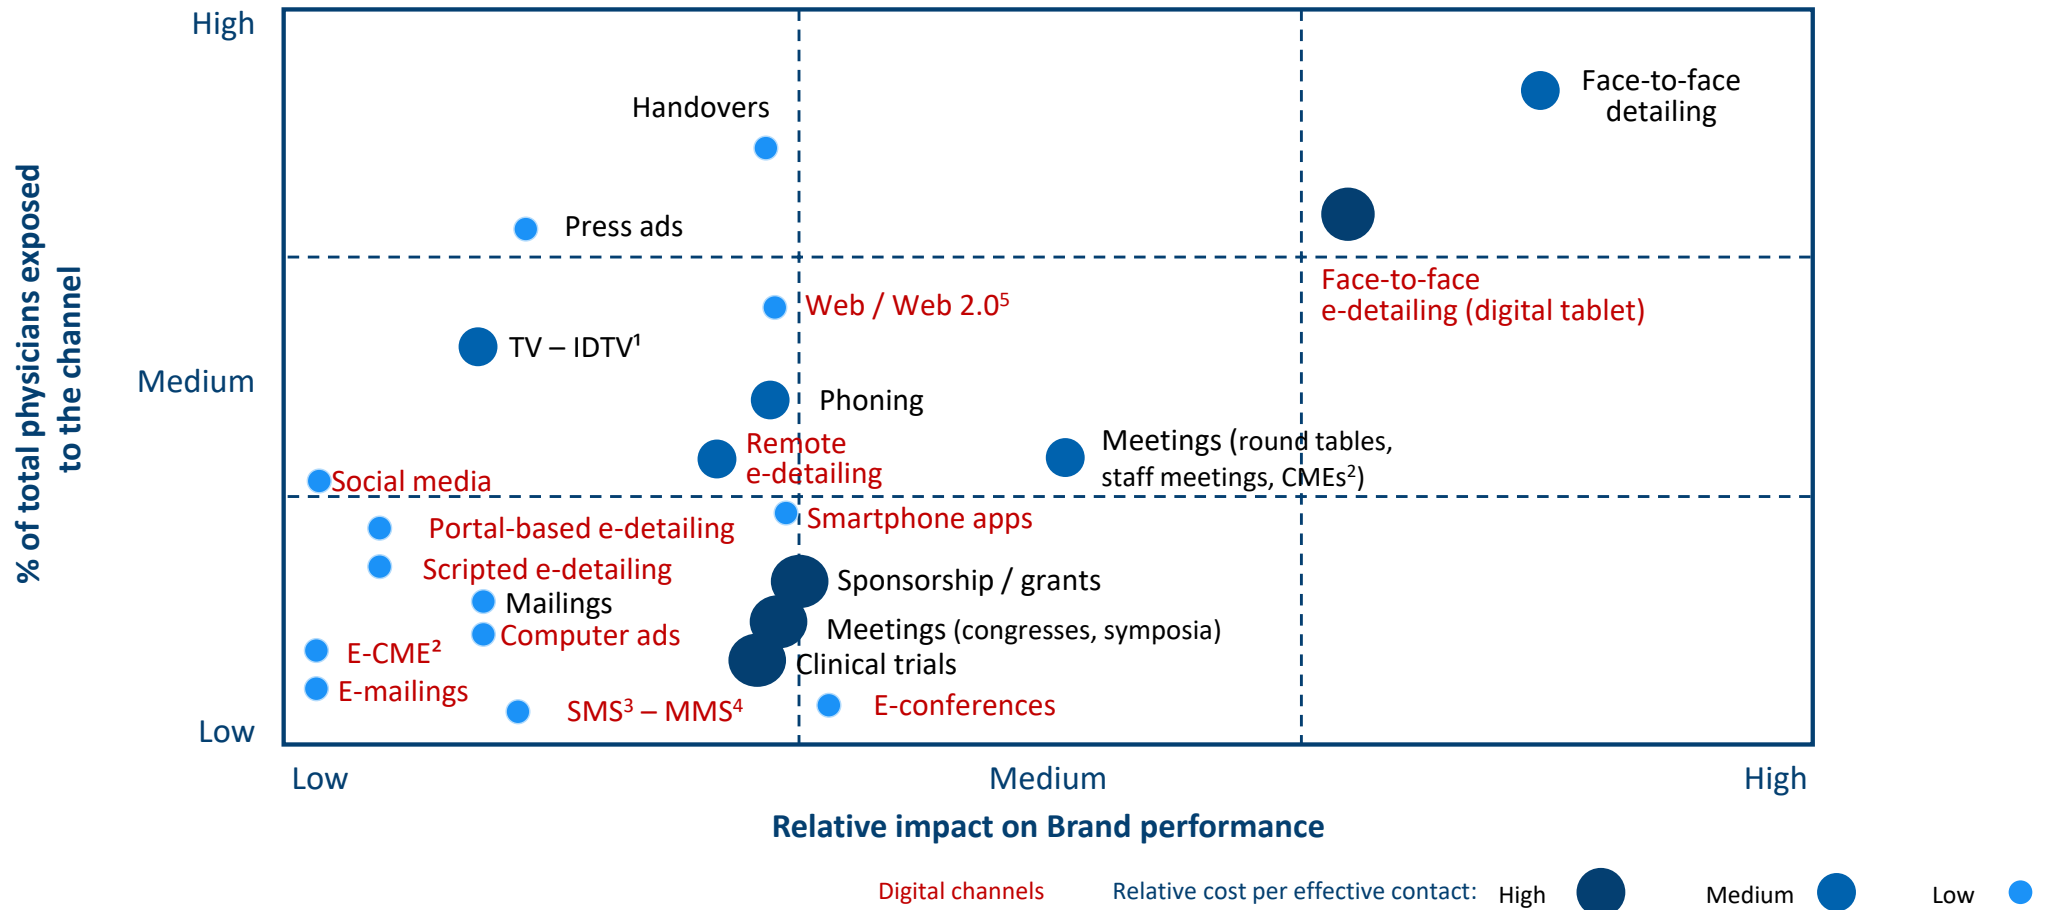 High
Face-to-face
detailing
Handovers
Press ads
% of total physicians exposed
to the channel
Face-to-face
e-detailing (digital tablet)
Web / Web 2.0⁵
TV – IDTV¹
Medium
Phoning
Remote
e-detailing
Meetings (round tables,
staff meetings, CMEs²)
Social media
Smartphone apps
Portal-based e-detailing
Scripted e-detailing
Sponsorship / grants
Mailings
Meetings (congresses, symposia)
Computer ads
E-CME²
Clinical trials
E-mailings
SMS³ – MMS⁴
E-conferences
Low
Low
Medium
High
Relative impact on Brand performance
Digital channels
Relative cost per effective contact:
High
Medium
Low